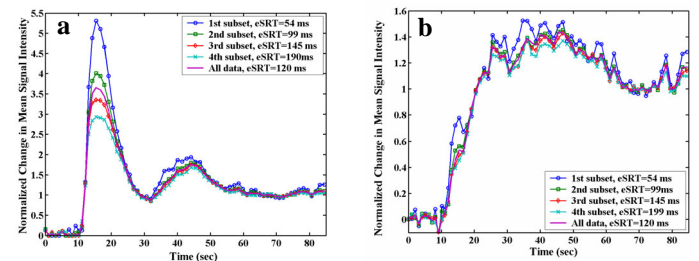 a
1st subset, eSRT=54 ms
2nd subset, eSRT=99 ms
3rd subset, eSRT=145 ms
4th subset, eSRT=190ms
All data, eSRT=120 ms
Normalized Change in Mean Signal Intensity
5.5
5
4.5
4
3.5
3
2.5
2
1.5
1
0.5
0
0 10 20 30 40 50 60 70 80
Time (sec)
b
1st subset, eSRT=54 ms
2nd subset, eSRT=99ms
3rd subset, eSRT=145 ms
4th subset, eSRT=199 ms
All data, eSRT=120 ms
Normalized Change in Mean Signal Intensity
1.6
1.4
1.2
1
0.8
0.6
0.4
0.2
0
0 10 20 30 40 50 60 70 80
Time (sec)